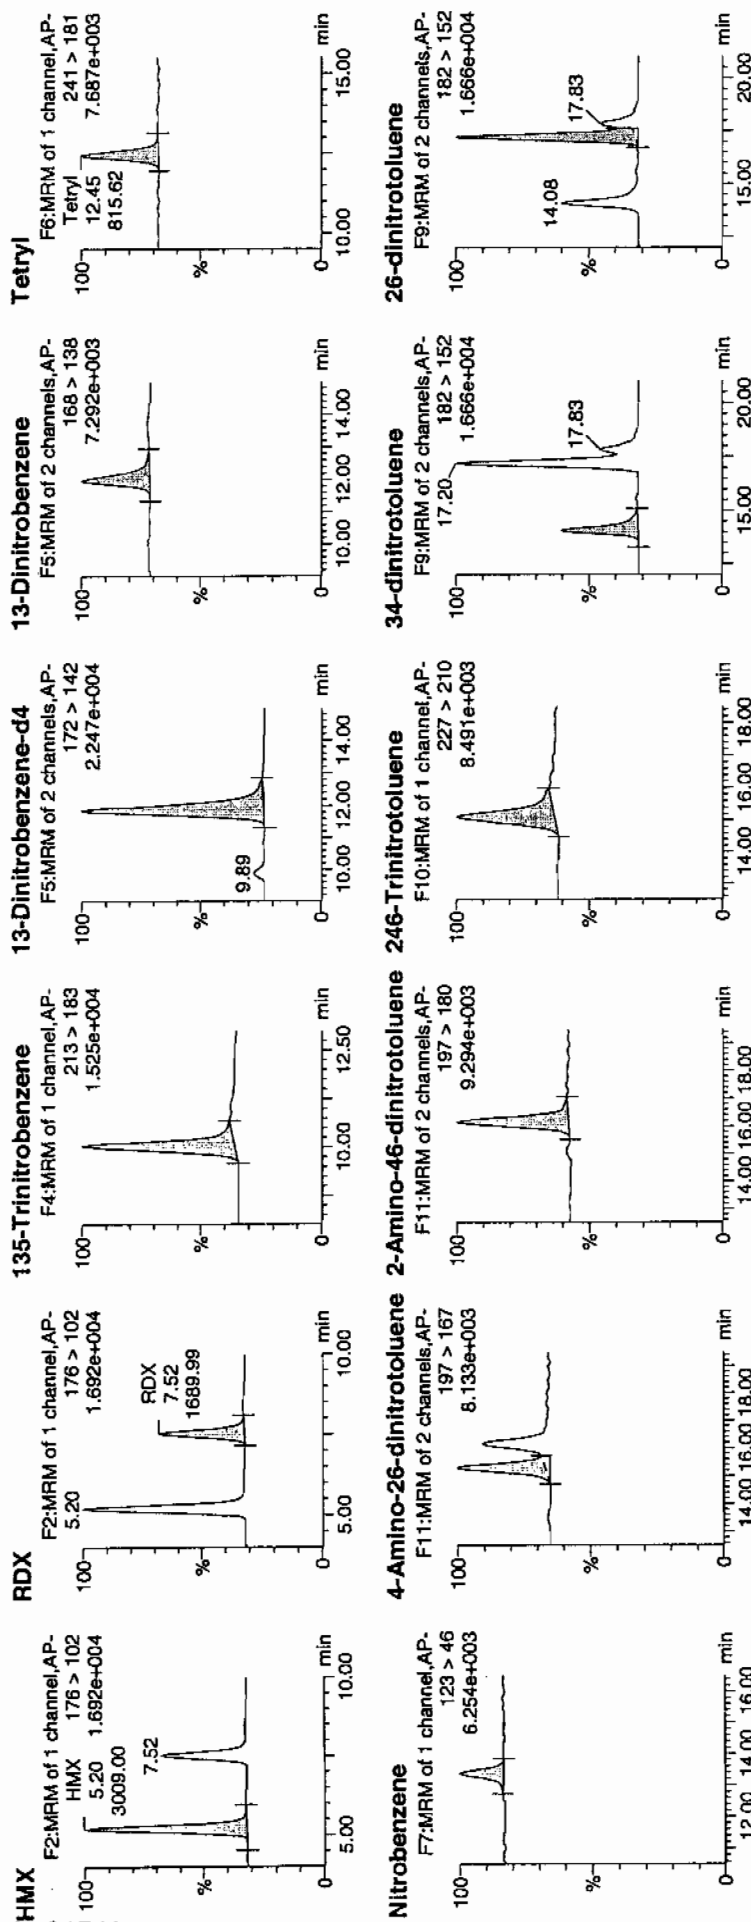 HMX
F2:MRM of 1 channel,AP-
176 > 102
1.692e+004
HMX
5.20
3009.00
7.52
100
%
0
5.00
10.00
min
RDX
F2:MRM of 1 channel,AP-
176 > 102
1.692e+004
5.20
RDX
7.52
1689.99
100
%
0
5.00
10.00
min
135-Trinitrobenzene
F4:MRM of 1 channel,AP-
213 > 183
1.525e+004
100
%
0
10.00
12.50
min
13-Dinitrobenzene-d4
F5:MRM of 2 channels,AP-
172 > 142
2.247e+004
9.89
100
%
0
10.00
12.00
14.00
min
13-Dinitrobenzene
F5:MRM of 2 channels,AP-
168 > 138
7.292e+003
100
%
0
10.00
12.00
14.00
min
Tetryl
F6:MRM of 1 channel,AP-
241 > 181
7.687e+003
Tetryl
12.45
815.62
100
%
0
10.00
15.00
min
Nitrobenzene
F7:MRM of 1 channel,AP-
123 > 46
6.254e+003
100
%
0
12.00
14.00
16.00
min
4-Amino-26-dinitrotoluene
F11:MRM of 2 channels,AP-
197 > 167
8.133e+003
100
%
0
14.00
16.00
18.00
min
2-Amino-46-dinitrotoluene
F11:MRM of 2 channels,AP-
197 > 180
9.294e+003
100
%
0
14.00
16.00
18.00
min
246-Trinitrotoluene
F10:MRM of 1 channel,AP-
227 > 210
8.491e+003
100
%
0
14.00
16.00
18.00
min
34-dinitrotoluene
F9:MRM of 2 channels,AP-
182 > 152
1.666e+004
17.20
17.83
100
%
0
15.00
20.00
min
26-dinitrotoluene
F9:MRM of 2 channels,AP-
182 > 152
1.666e+004
14.08
17.83
100
%
0
15.00
20.00
min